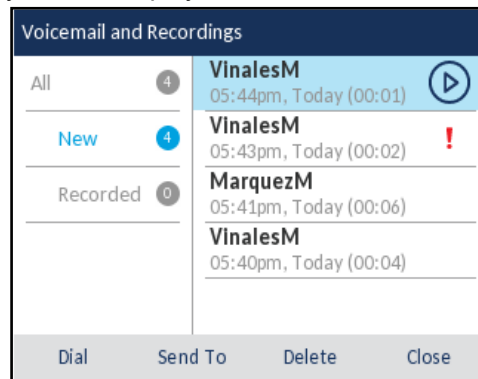 Voicemail and Recordings
All 4
New 4
Recorded 0
VinalesM
05:44pm, Today (00:01)
VinalesM
05:43pm, Today (00:02) !
MarquezM
05:41pm, Today (00:06)
VinalesM
05:40pm, Today (00:04)
Dial Send To Delete Close